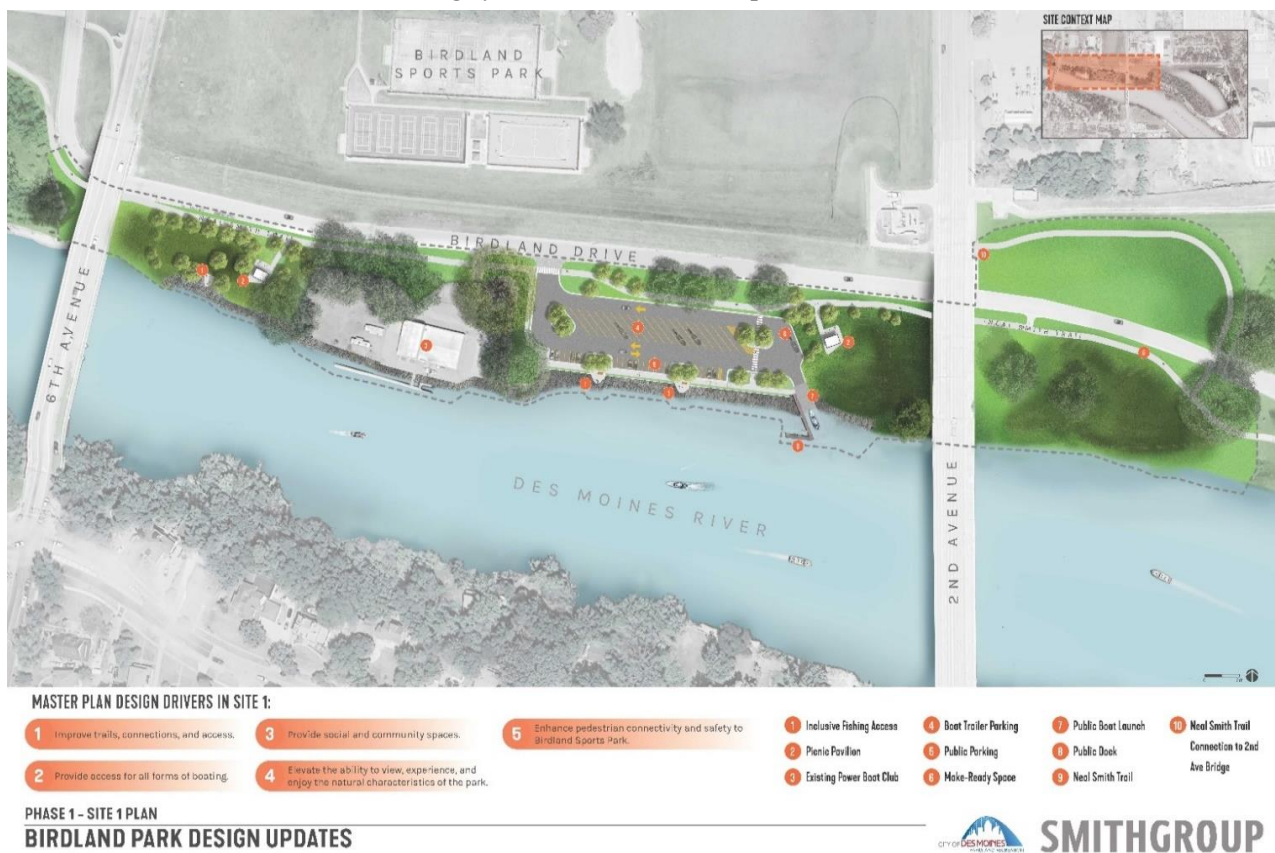 SITE CONTEXT MAP
BIRDLAND
SPORTS PARK
BIRDLAND DRIVE
6TH AVENUE
2ND AVENUE
NEAL SMITH TRAIL
DES MOINES RIVER
MASTER PLAN DESIGN DRIVERS IN SITE 1:
1 Improve trails, connections, and access.
2 Provide access for all forms of boating.
3 Provide social and community spaces.
4 Elevate the ability to view, experience, and
enjoy the natural characteristics of the park.
5 Enhance pedestrian connectivity and safety to
Birdland Sports Park.
1 Inclusive Fishing Access
2 Picnic Pavilion
3 Existing Power Boat Club
4 Boat Trailer Parking
5 Public Parking
6 Make-Ready Space
7 Public Boat Launch
8 Public Dock
9 Neal Smith Trail
10 Neal Smith Trail
Connection to 2nd
Ave Bridge
PHASE 1 - SITE 1 PLAN
BIRDLAND PARK DESIGN UPDATES
CITY OF DES MOINES
PARKS AND RECREATION
SMITHGROUP